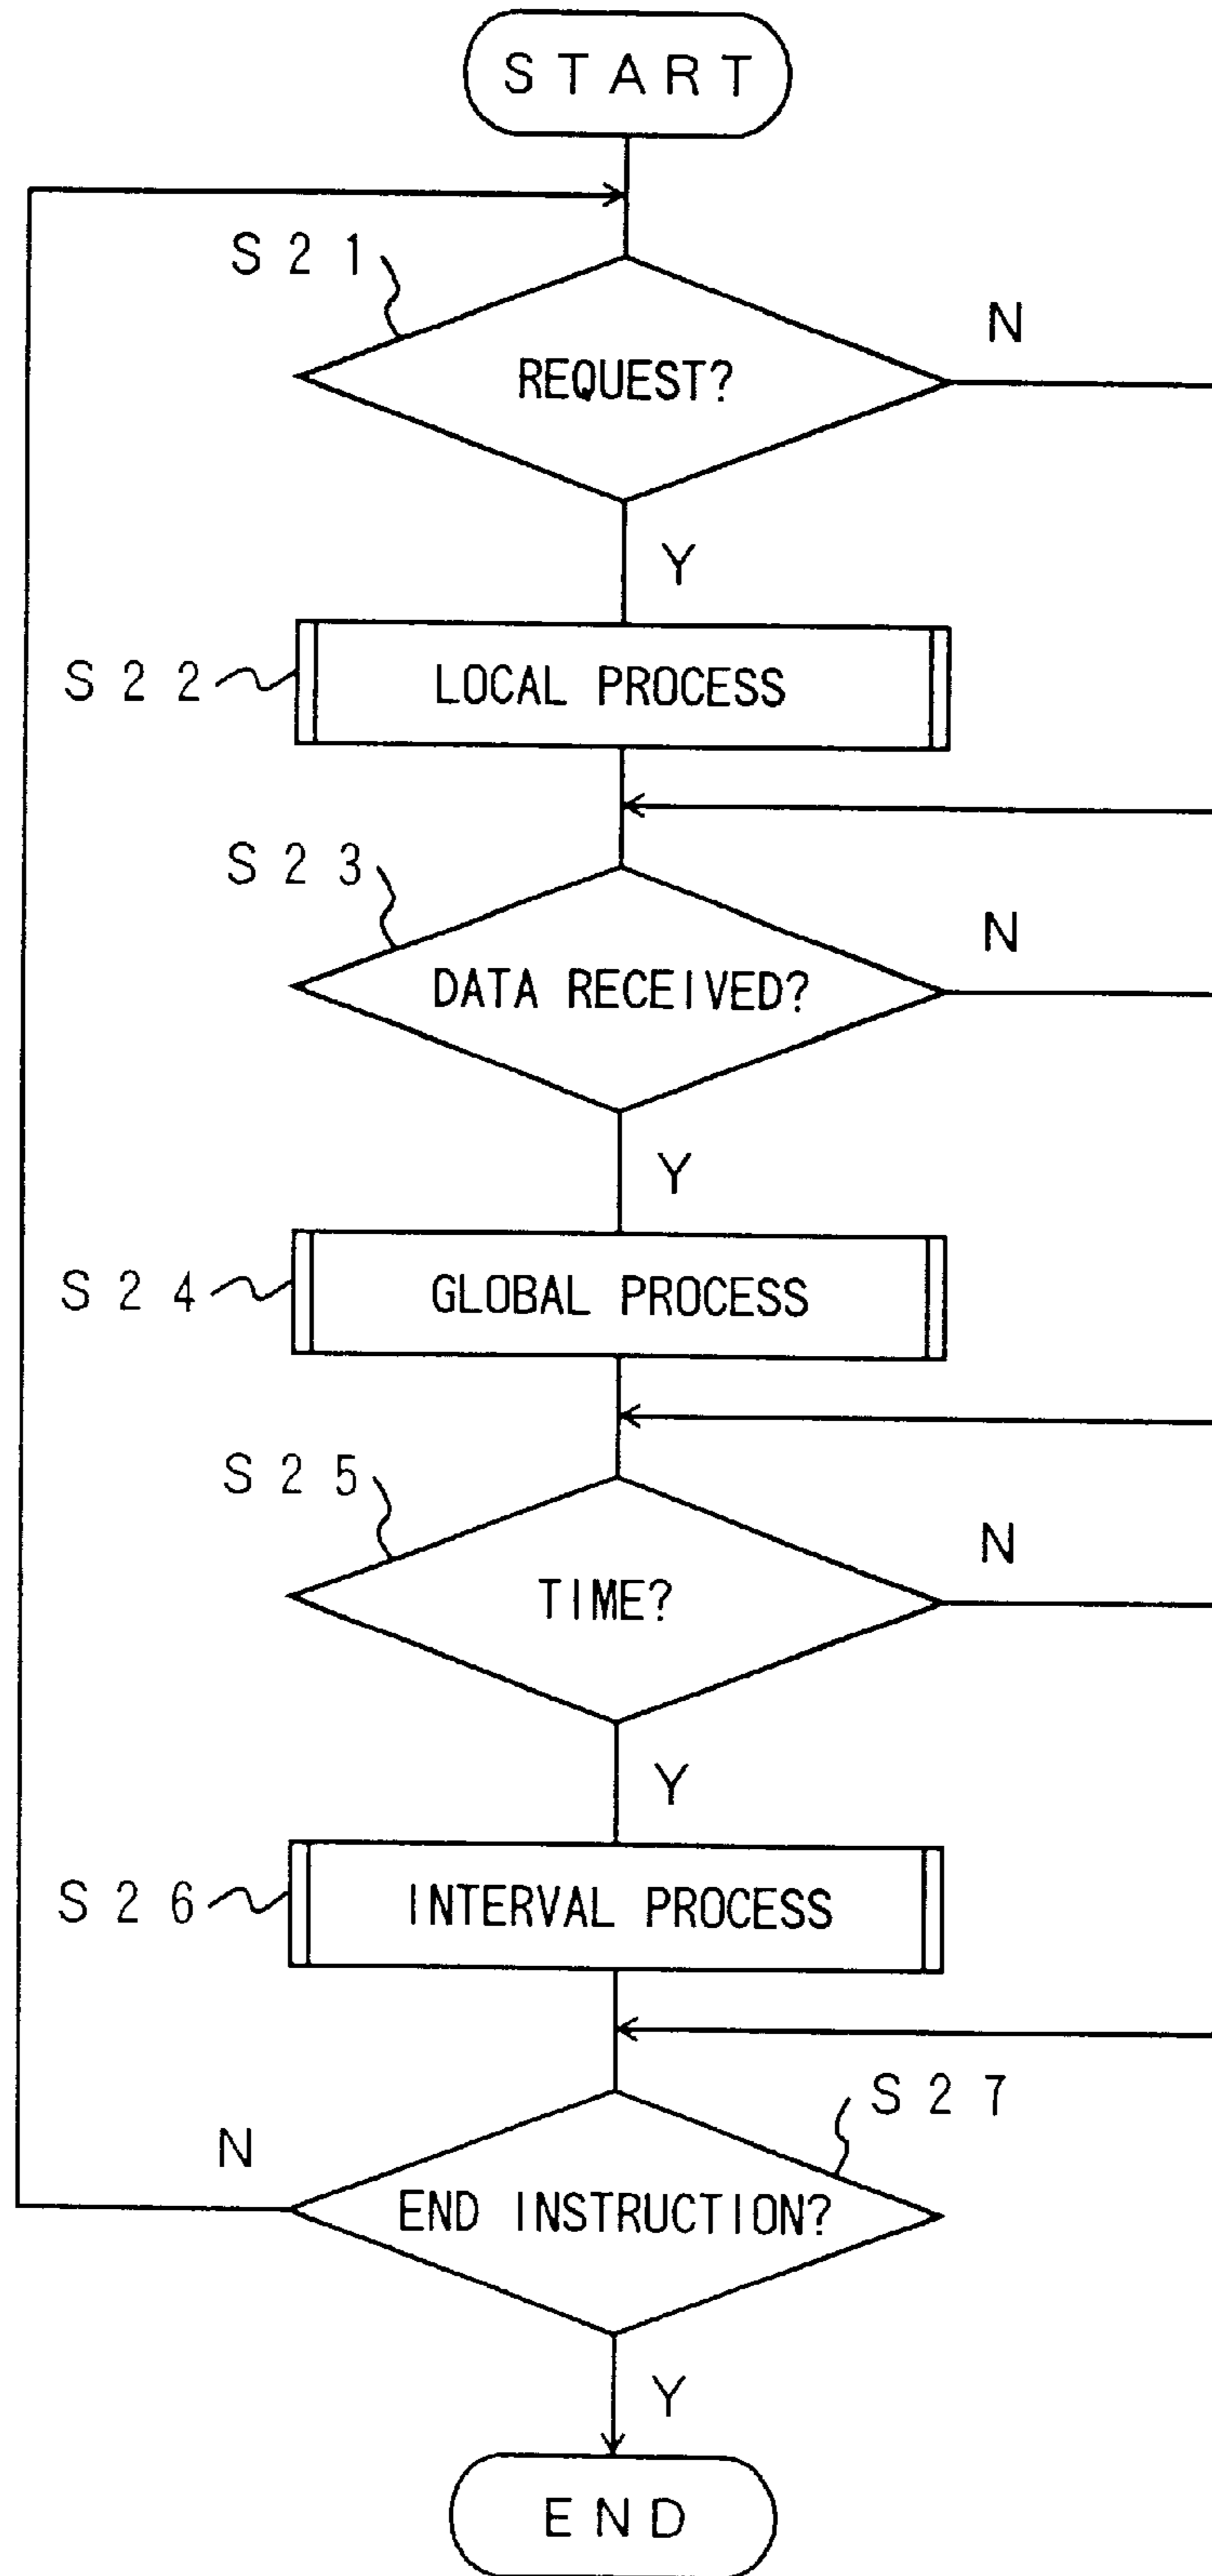 START
S21
N
REQUEST?
Y
S22
LOCAL PROCESS
S23
N
DATA RECEIVED?
Y
S24
GLOBAL PROCESS
S25
N
TIME?
Y
S26
INTERVAL PROCESS
S27
N
END INSTRUCTION?
Y
END